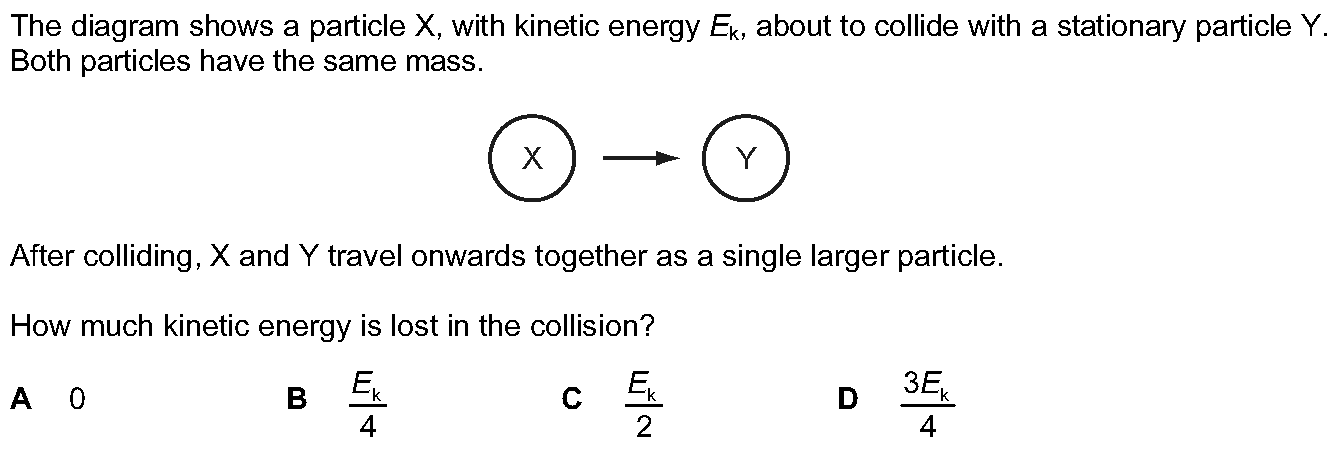 The diagram shows a particle X, with kinetic energy Eₖ, about to collide with a stationary particle Y.
Both particles have the same mass.
X Y
After colliding, X and Y travel onwards together as a single larger particle.
How much kinetic energy is lost in the collision?
A 0 B Eₖ/4 C Eₖ/2 D 3Eₖ/4